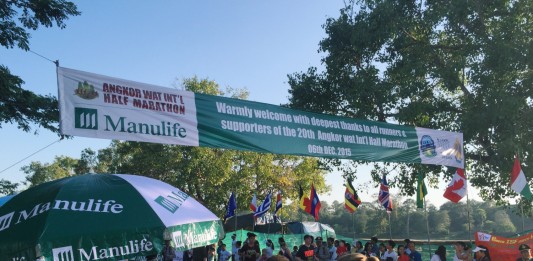 ANGKOR WAT INT'L
HALF MARATHON
Manulife
Warmly welcome with deepest thanks to all runners &
supporters of the 20th Angkor wat Int'l Half Marathon
06th DEC, 2015
Manulife
Manulife
Manulife